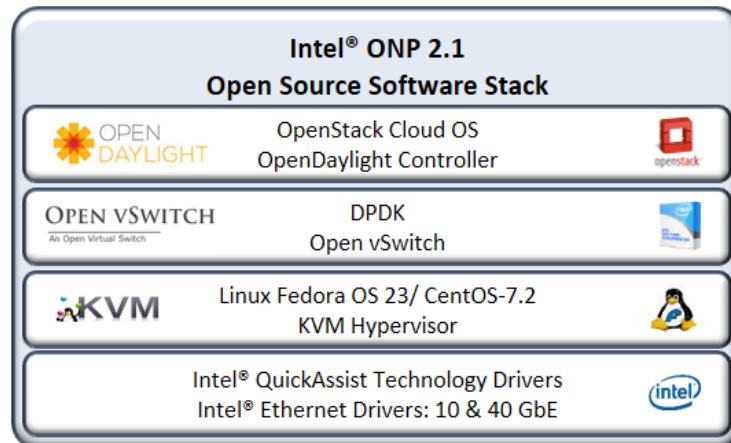 Intel® ONP 2.1
Open Source Software Stack
OPEN
DAYLIGHT
OpenStack Cloud OS
OpenDaylight Controller
openstack
OPEN VSWITCH
An Open Virtual Switch
DPDK
Open vSwitch
KVM
Linux Fedora OS 23/ CentOS-7.2
KVM Hypervisor
Intel® QuickAssist Technology Drivers
Intel® Ethernet Drivers: 10 & 40 GbE
intel